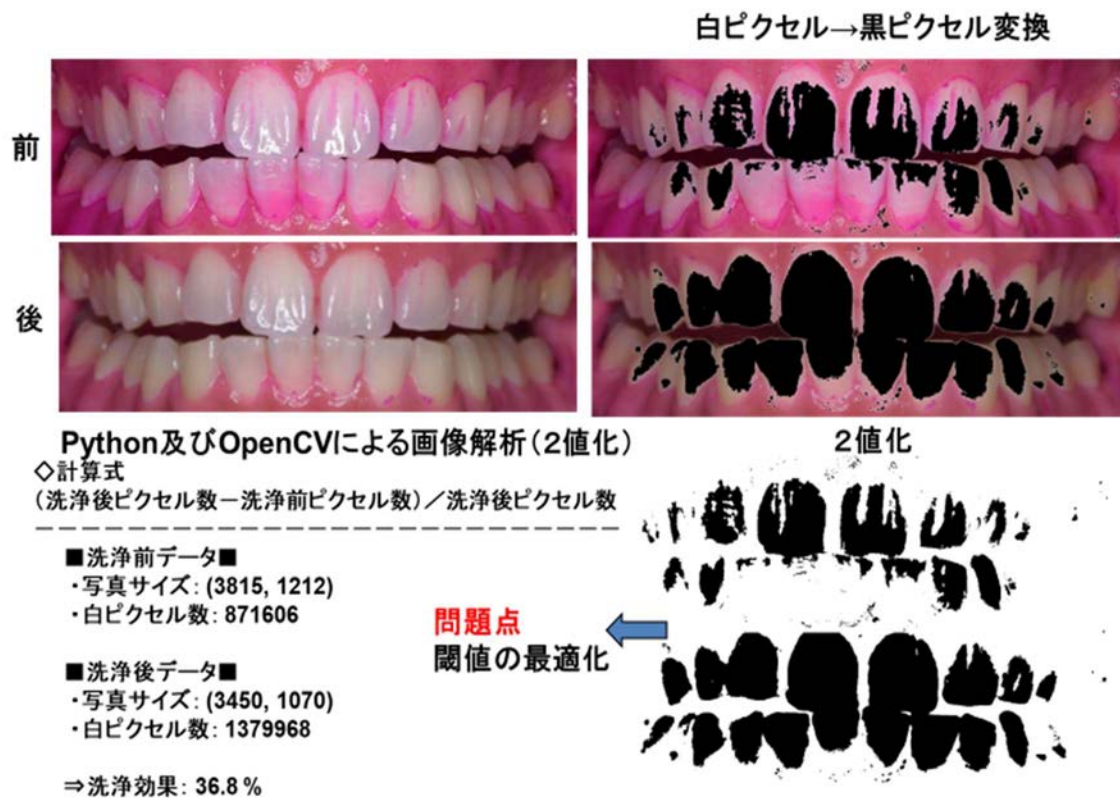 白ピクセル→黒ピクセル変換
前
後
Python及びOpenCVによる画像解析(2値化)
2値化
◇計算式
(洗浄後ピクセル数－洗浄前ピクセル数)／洗浄後ピクセル数
■洗浄前データ■
・写真サイズ: (3815, 1212)
・白ピクセル数: 871606
問題点
閾値の最適化
■洗浄後データ■
・写真サイズ: (3450, 1070)
・白ピクセル数: 1379968
⇒洗浄効果: 36.8%